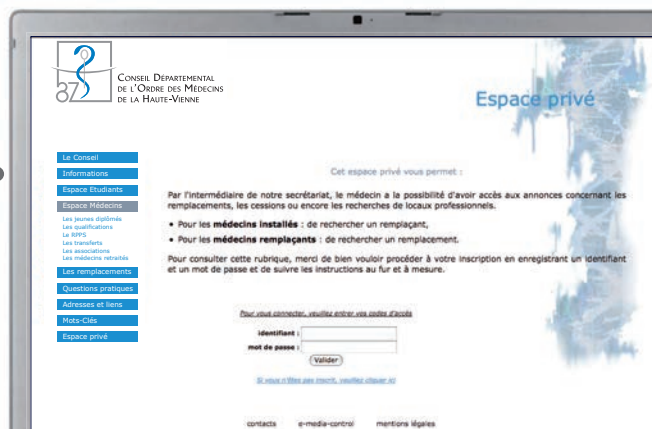 87
CONSEIL DÉPARTEMENTAL
DE L'ORDRE DES MÉDECINS
DE LA HAUTE-VIENNE
Espace privé
Le Conseil
Informations
Espace Etudiants
Espace Médecins
Les jeunes diplômés
Les qualifications
Le RPPS
Les transferts
Les associations
Les médecins retraités
Les remplacements
Questions pratiques
Adresses et liens
Mots-Clés
Espace privé
Cet espace privé vous permet :
Par l'intermédiaire de notre secrétariat, le médecin a la possibilité d'avoir accès aux annonces concernant les
remplacements, les cessions ou encore les recherches de locaux professionnels.
• Pour les médecins installés : de rechercher un remplaçant,
• Pour les médecins remplaçants : de rechercher un remplacement.
Pour consulter cette rubrique, merci de bien vouloir procéder à votre inscription en enregistrant un identifiant
et un mot de passe et de suivre les instructions au fur et à mesure.
Pour vous connecter, veuillez entrer vos codes d'accès
identifiant :
mot de passe :
Valider
Si vous n'êtes pas inscrit, veuillez cliquer ici
contacts e-media-control mentions légales